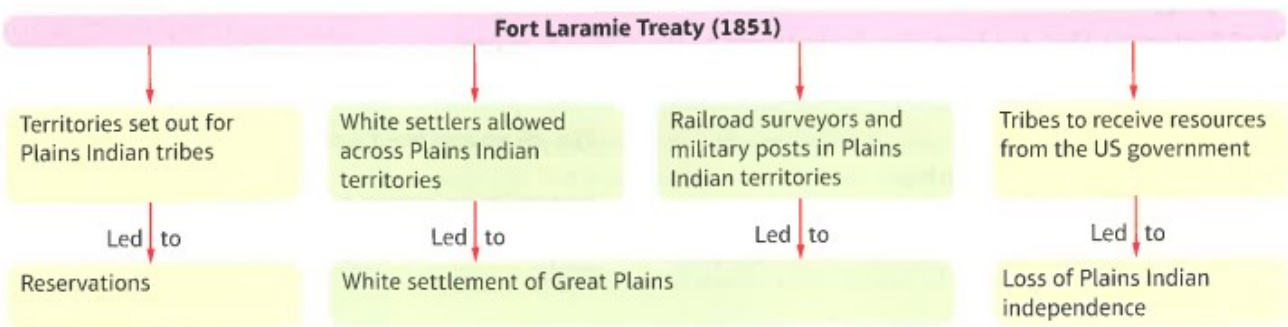 Fort Laramie Treaty (1851)
Territories set out for
Plains Indian tribes
White settlers allowed
across Plains Indian
territories
Railroad surveyors and
military posts in Plains
Indian territories
Tribes to receive resources
from the US government
Led to
Led to
Led to
Led to
Reservations
White settlement of Great Plains
Loss of Plains Indian
independence